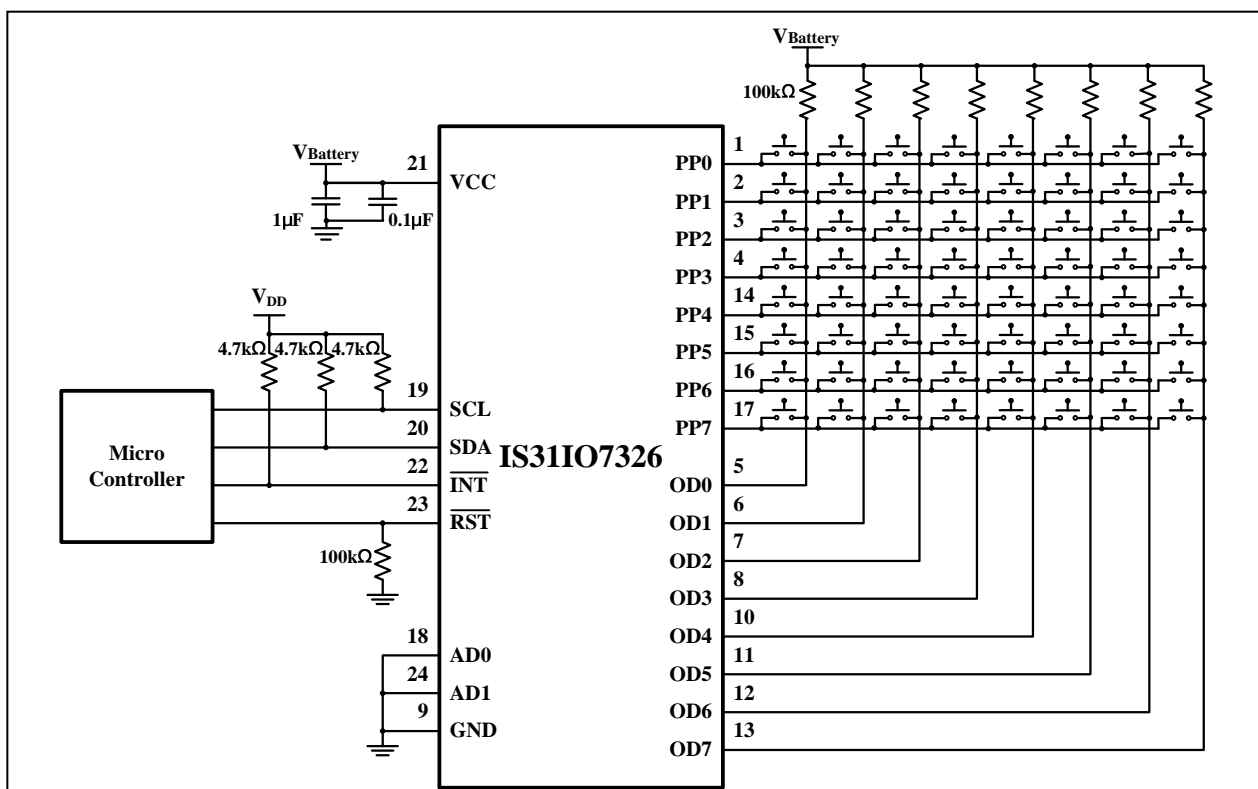 VBattery
100kΩ
VBattery
21
VCC
1µF
0.1µF
VDD
4.7kΩ 4.7kΩ 4.7kΩ
Micro
Controller
19
SCL
20
SDA
22
INT
23
RST
100kΩ
18
AD0
24
AD1
9
GND
IS31IO7326
1
PP0
2
PP1
3
PP2
4
PP3
14
PP4
15
PP5
16
PP6
17
PP7
5
OD0
6
OD1
7
OD2
8
OD3
10
OD4
11
OD5
12
OD6
13
OD7